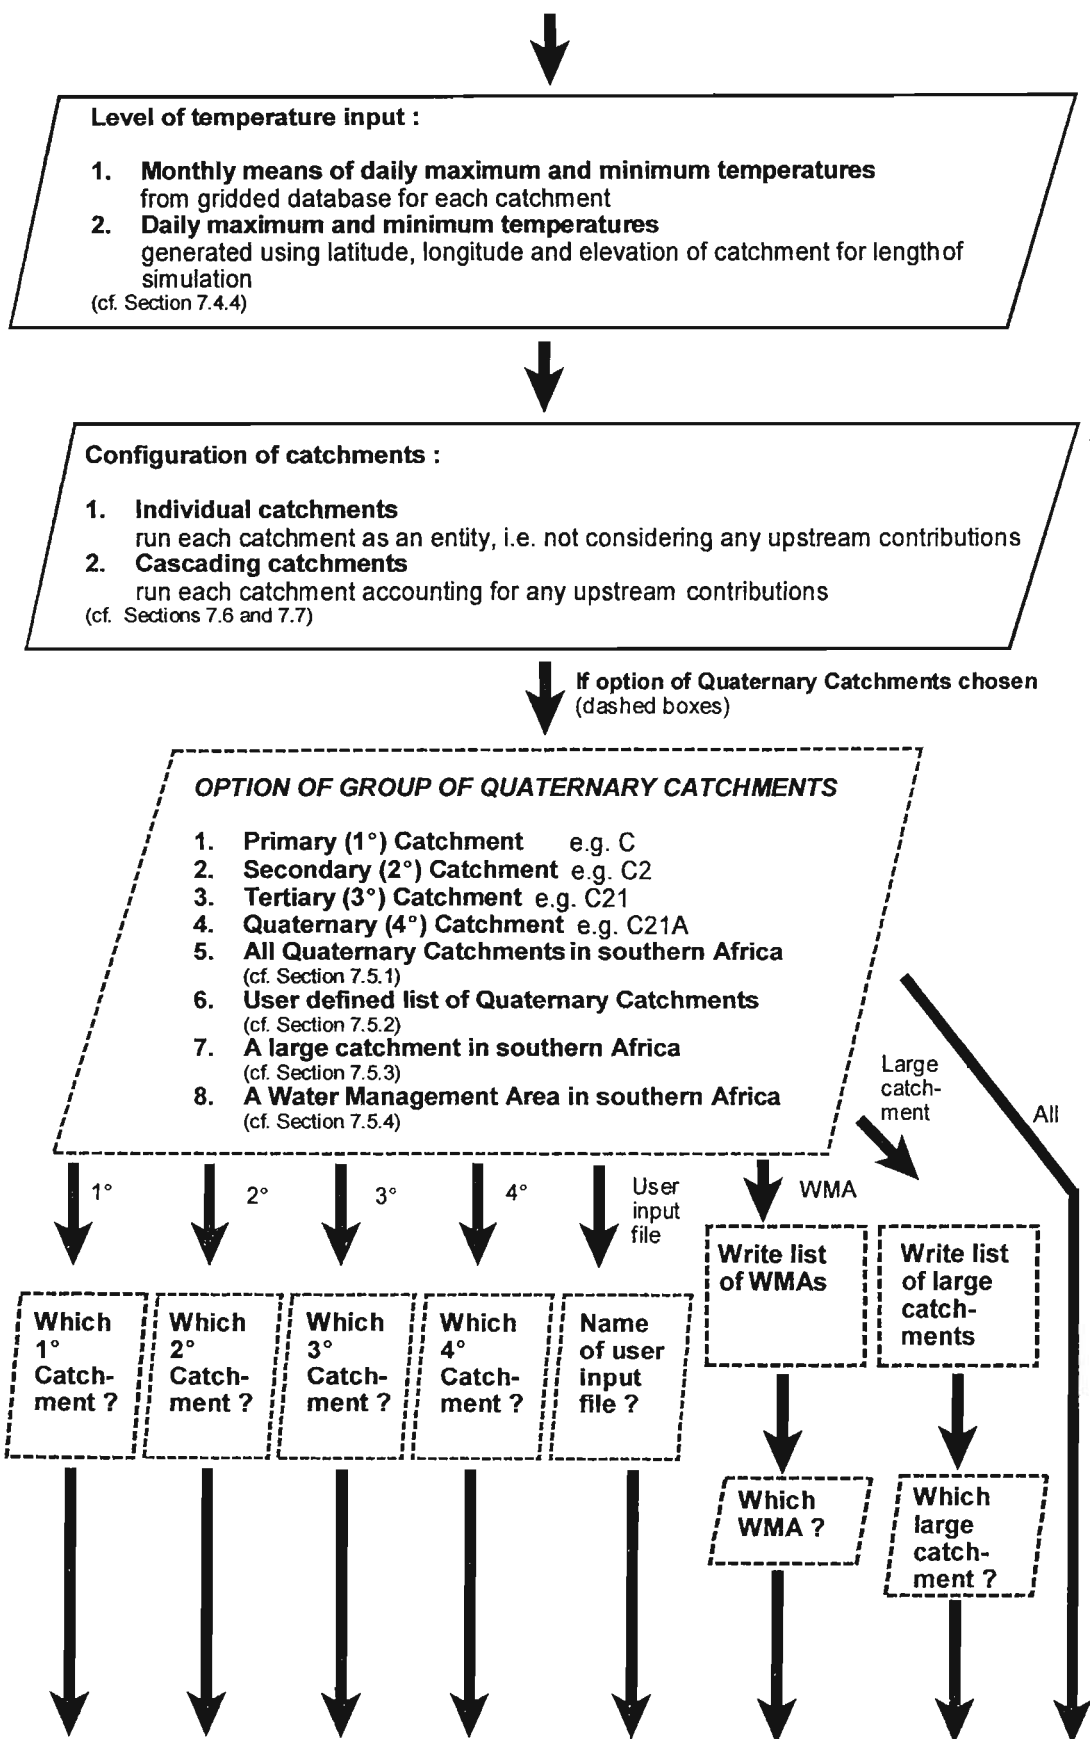 Level of temperature input :
1. Monthly means of daily maximum and minimum temperatures
from gridded database for each catchment
2. Daily maximum and minimum temperatures
generated using latitude, longitude and elevation of catchment for length of
simulation
(cf. Section 7.4.4)
Configuration of catchments :
1. Individual catchments
run each catchment as an entity, i.e. not considering any upstream contributions
2. Cascading catchments
run each catchment accounting for any upstream contributions
(cf. Sections 7.6 and 7.7)
If option of Quaternary Catchments chosen
(dashed boxes)
OPTION OF GROUP OF QUATERNARY CATCHMENTS
1. Primary (1°) Catchment e.g. C
2. Secondary (2°) Catchment e.g. C2
3. Tertiary (3°) Catchment e.g. C21
4. Quaternary (4°) Catchment e.g. C21A
5. All Quaternary Catchments in southern Africa
(cf. Section 7.5.1)
6. User defined list of Quaternary Catchments
(cf. Section 7.5.2)
7. A large catchment in southern Africa
(cf. Section 7.5.3)
8. A Water Management Area in southern Africa
(cf. Section 7.5.4)
Large
catch-
ment
All
1°
2°
3°
4°
User
input
file
WMA
Write list
of WMAs
Write list
of large
catch-
ments
Which
1°
Catch-
ment ?
Which
2°
Catch-
ment ?
Which
3°
Catch-
ment ?
Which
4°
Catch-
ment ?
Name
of user
input
file ?
Which
WMA ?
Which
large
catch-
ment ?